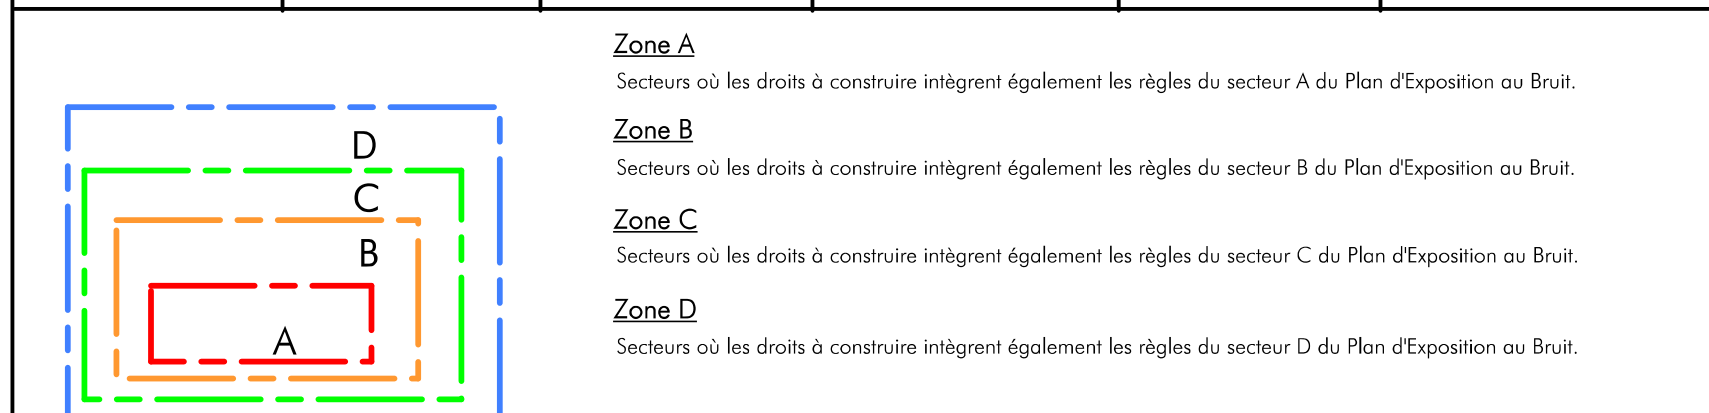 Zone A
Secteurs où les droits à construire intègrent également les règles du secteur A du Plan d'Exposition au Bruit.
Zone B
Secteurs où les droits à construire intègrent également les règles du secteur B du Plan d'Exposition au Bruit.
Zone C
Secteurs où les droits à construire intègrent également les règles du secteur C du Plan d'Exposition au Bruit.
Zone D
Secteurs où les droits à construire intègrent également les règles du secteur D du Plan d'Exposition au Bruit.
D
C
B
A